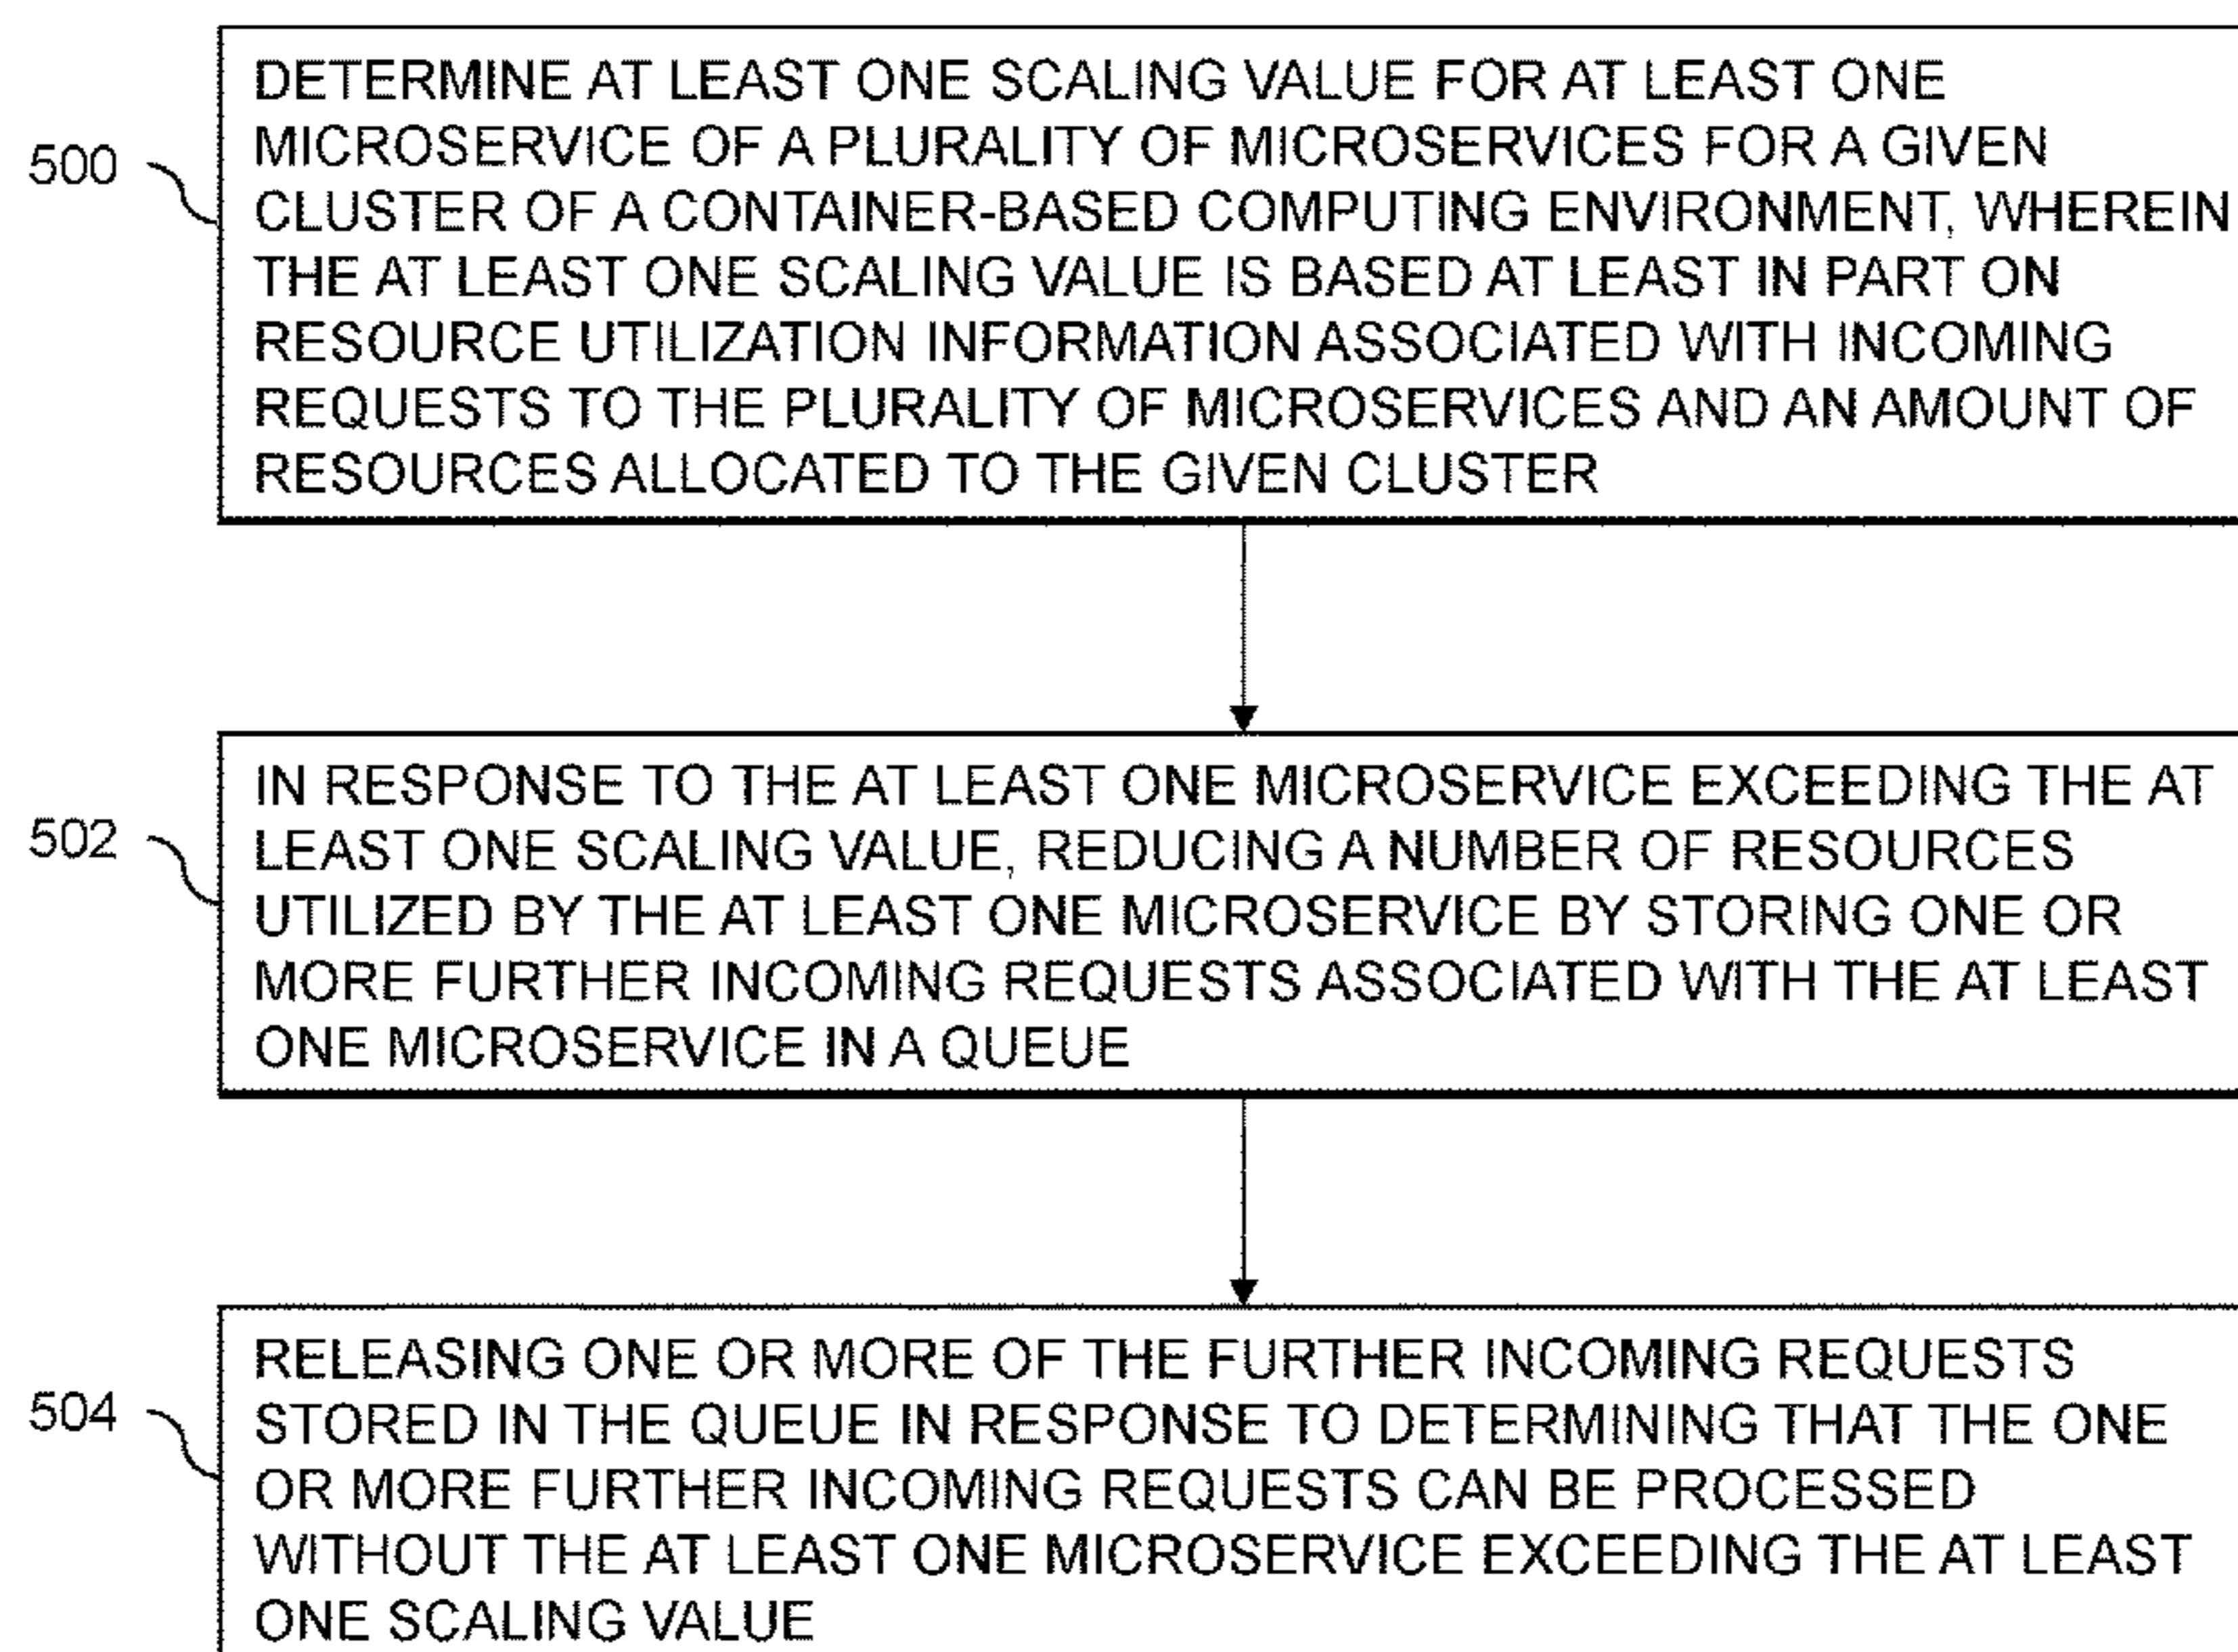 DETERMINE AT LEAST ONE SCALING VALUE FOR AT LEAST ONE
MICROSERVICE OF A PLURALITY OF MICROSERVICES FOR A GIVEN
500
CLUSTER OF A CONTAINER-BASED COMPUTING ENVIRONMENT, WHEREIN
THE AT LEAST ONE SCALING VALUE IS BASED AT LEAST IN PART ON
RESOURCE UTILIZATION INFORMATION ASSOCIATED WITH INCOMING
REQUESTS TO THE PLURALITY OF MICROSERVICES AND AN AMOUNT OF
RESOURCES ALLOCATED TO THE GIVEN CLUSTER
IN RESPONSE TO THE AT LEAST ONE MICROSERVICE EXCEEDING THE AT
502
LEAST ONE SCALING VALUE, REDUCING A NUMBER OF RESOURCES
UTILIZED BY THE AT LEAST ONE MICROSERVICE BY STORING ONE OR
MORE FURTHER INCOMING REQUESTS ASSOCIATED WITH THE AT LEAST
ONE MICROSERVICE IN A QUEUE
RELEASING ONE OR MORE OF THE FURTHER INCOMING REQUESTS
504
STORED IN THE QUEUE IN RESPONSE TO DETERMINING THAT THE ONE
OR MORE FURTHER INCOMING REQUESTS CAN BE PROCESSED
WITHOUT THE AT LEAST ONE MICROSERVICE EXCEEDING THE AT LEAST
ONE SCALING VALUE